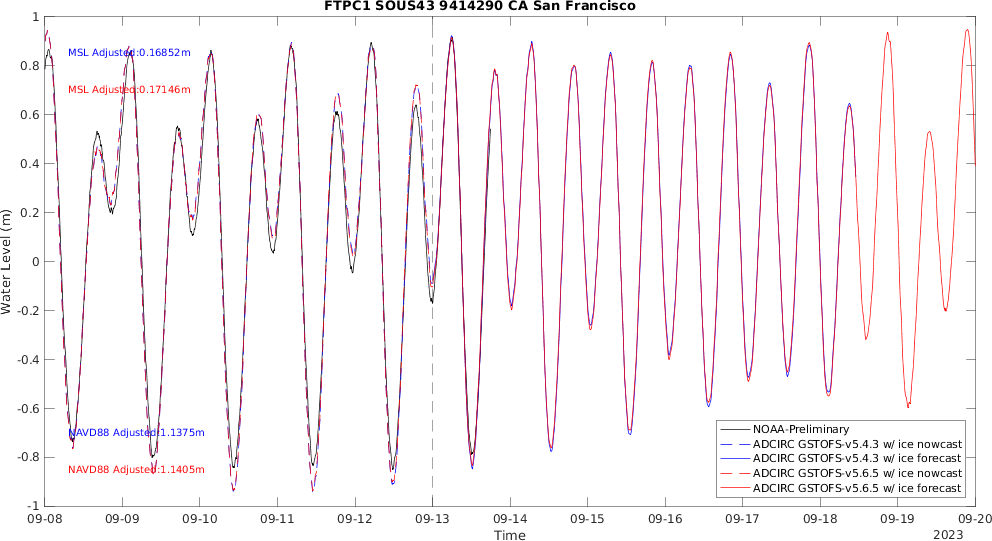 FTPC1 SOUS43 9414290 CA San Francisco
1
0.8
0.6
0.4
0.2
0
-0.2
-0.4
-0.6
-0.8
-1
Water Level (m)
MSL Adjusted:0.16852m
MSL Adjusted:0.17146m
NAVD88 Adjusted:1.1375m
NAVD88 Adjusted:1.1405m
NOAA-Preliminary
ADCIRC GSTOFS-v5.4.3 w/ ice nowcast
ADCIRC GSTOFS-v5.4.3 w/ ice forecast
ADCIRC GSTOFS-v5.6.5 w/ ice nowcast
ADCIRC GSTOFS-v5.6.5 w/ ice forecast
09-08 09-09 09-10 09-11 09-12 09-13 09-14 09-15 09-16 09-17 09-18 09-19 09-20
Time
2023